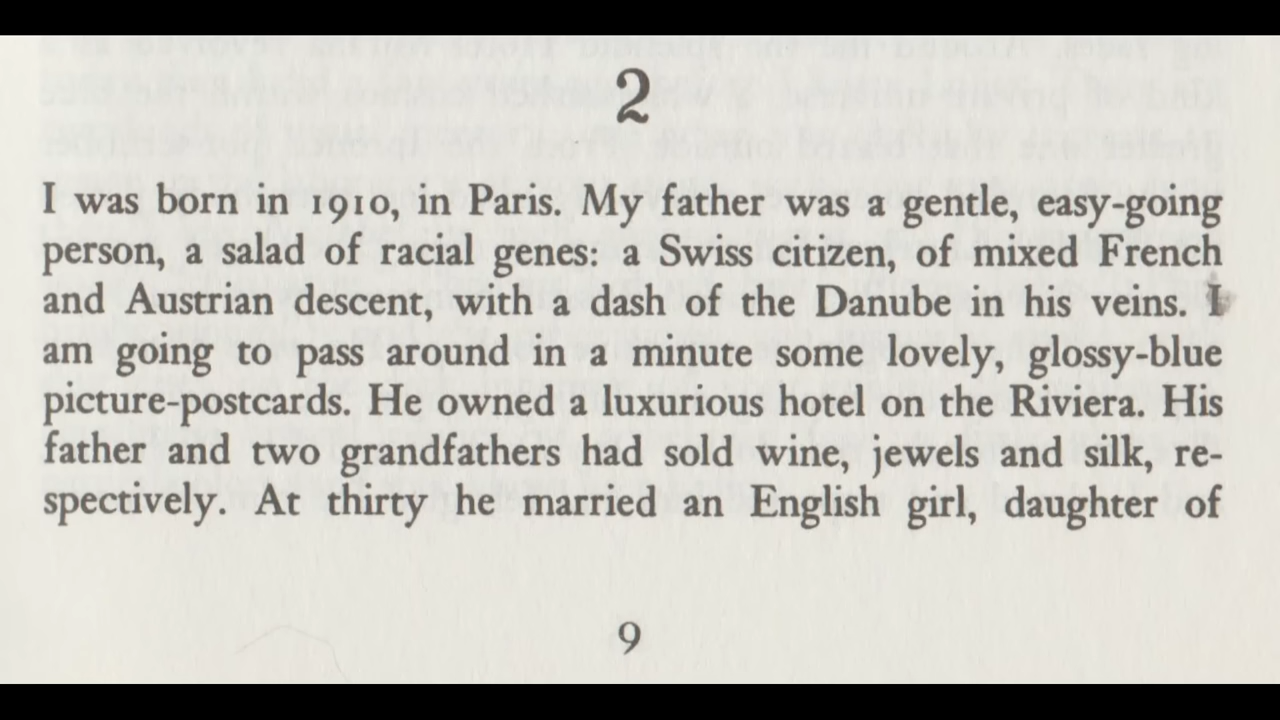 2
I was born in 1910, in Paris. My father was a gentle, easy-going
person, a salad of racial genes: a Swiss citizen, of mixed French
and Austrian descent, with a dash of the Danube in his veins. I
am going to pass around in a minute some lovely, glossy-blue
picture-postcards. He owned a luxurious hotel on the Riviera. His
father and two grandfathers had sold wine, jewels and silk, re-
spectively. At thirty he married an English girl, daughter of
9